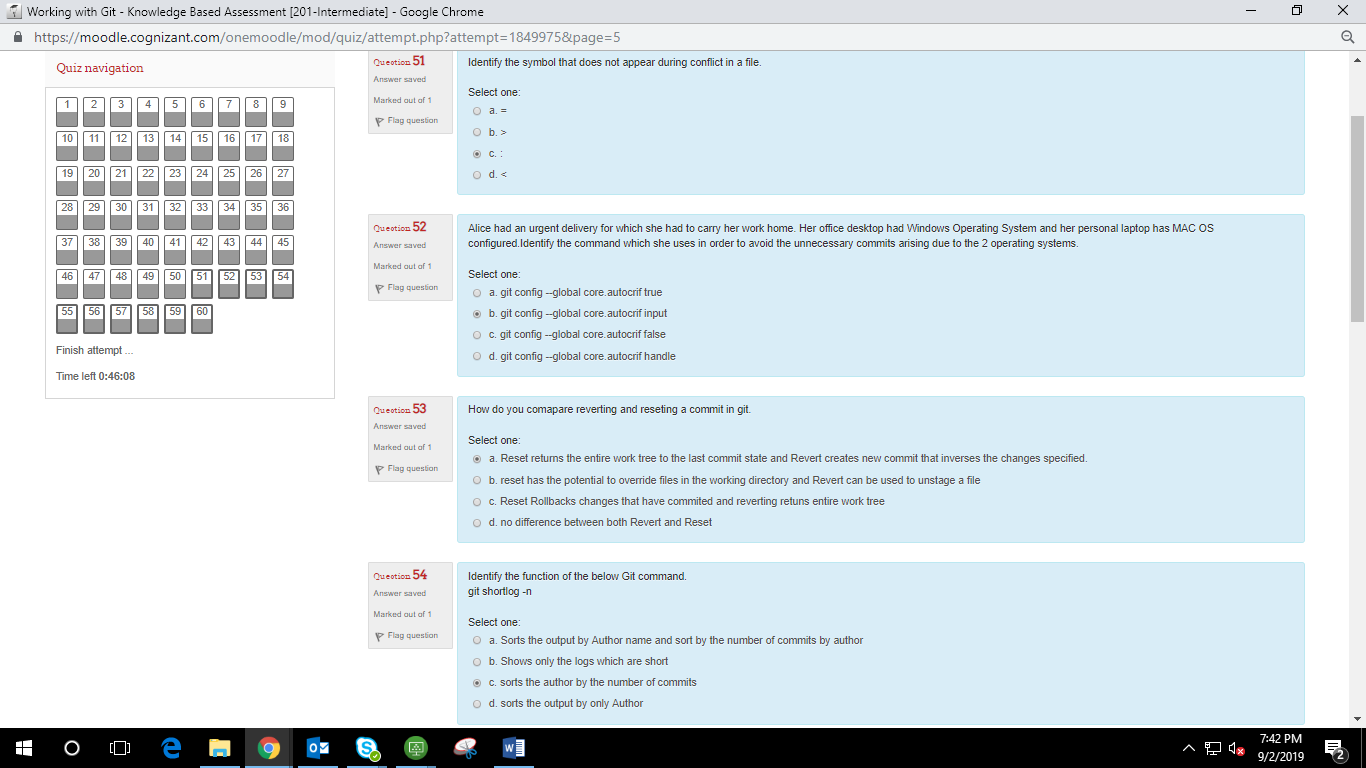 Working with Git - Knowledge Based Assessment [201-Intermediate] - Google Chrome
https://moodle.cognizant.com/onemoodle/mod/quiz/attempt.php?attempt=18499758&page=5
Quiz navigation
1 2 3 4 5 6 7 8 9
10 11 12 13 14 15 16 17 18
19 20 21 22 23 24 25 26 27
28 29 30 31 32 33 34 35 36
37 38 39 40 41 42 43 44 45
46 47 48 49 50 51 52 53 54
55 56 57 58 59 60
Finish attempt ...
Time left 0:46:08
Question 51
Answer saved
Marked out of 1
Flag question
Identify the symbol that does not appear during conflict in a file.
Select one:
a. =
b. >
c. :
d. <
Question 52
Answer saved
Marked out of 1
Flag question
Alice had an urgent delivery for which she had to carry her work home. Her office desktop had Windows Operating System and her personal laptop has MAC OS
configured.Identify the command which she uses in order to avoid the unnecessary commits arising due to the 2 operating systems.
Select one:
a. git config --global core.autocrif true
b. git config --global core.autocrif input
c. git config --global core.autocrif false
d. git config --global core.autocrif handle
Question 53
Answer saved
Marked out of 1
Flag question
How do you comapare reverting and reseting a commit in git.
Select one:
a. Reset returns the entire work tree to the last commit state and Revert creates new commit that inverses the changes specified.
b. reset has the potential to override files in the working directory and Revert can be used to unstage a file
c. Reset Rollbacks changes that have commited and reverting retuns entire work tree
d. no difference between both Revert and Reset
Question 54
Answer saved
Marked out of 1
Flag question
Identify the function of the below Git command.
git shortlog -n
Select one:
a. Sorts the output by Author name and sort by the number of commits by author
b. Shows only the logs which are short
c. sorts the author by the number of commits
d. sorts the output by only Author
7:42 PM
9/2/2019
2